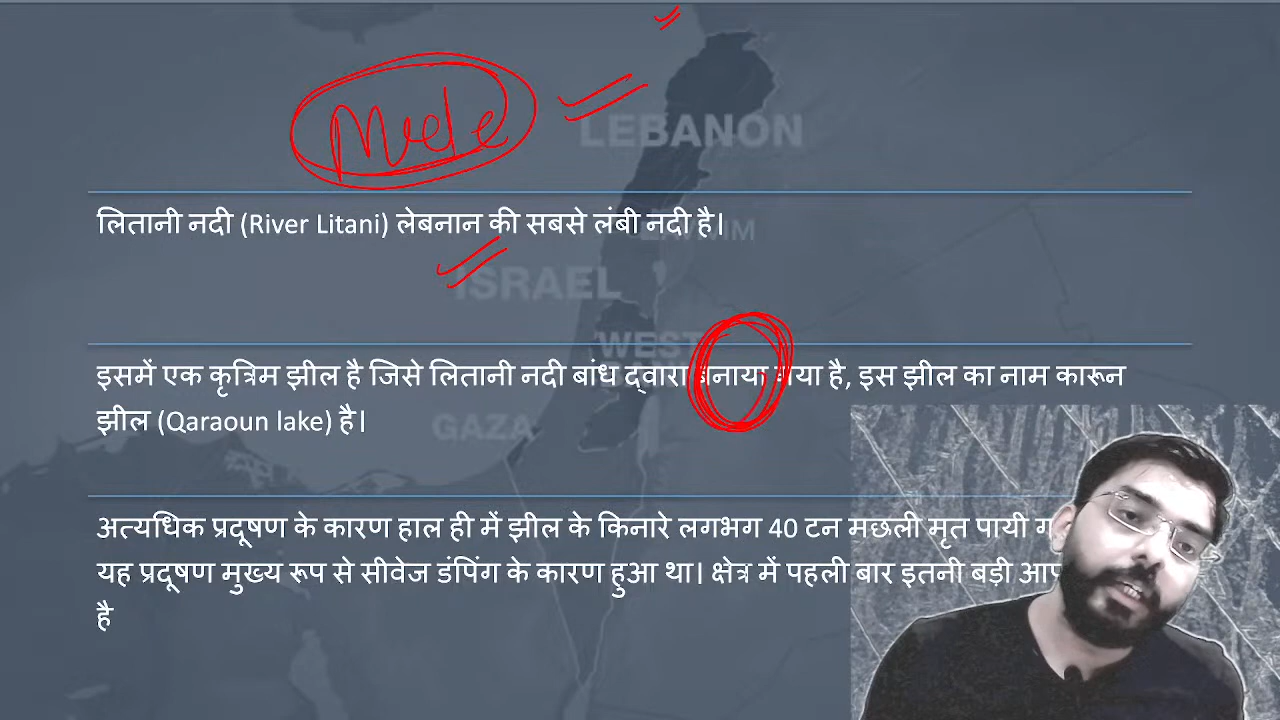 Mele
LEBANON
लितानी नदी (River Litani) लेबनान की सबसे लंबी नदी है।
ISRAEL
WEST
इसमें एक कृत्रिम झील है जिसे लितानी नदी बांध द्वारा बनाया गया है, इस झील का नाम कारून
झील (Qaraoun lake) है।
GAZA
अत्यधिक प्रदूषण के कारण हाल ही में झील के किनारे लगभग 40 टन मछली मृत पायी
यह प्रदूषण मुख्य रूप से सीवेज डंपिंग के कारण हुआ था। क्षेत्र में पहली बार इतनी बड़ी
है